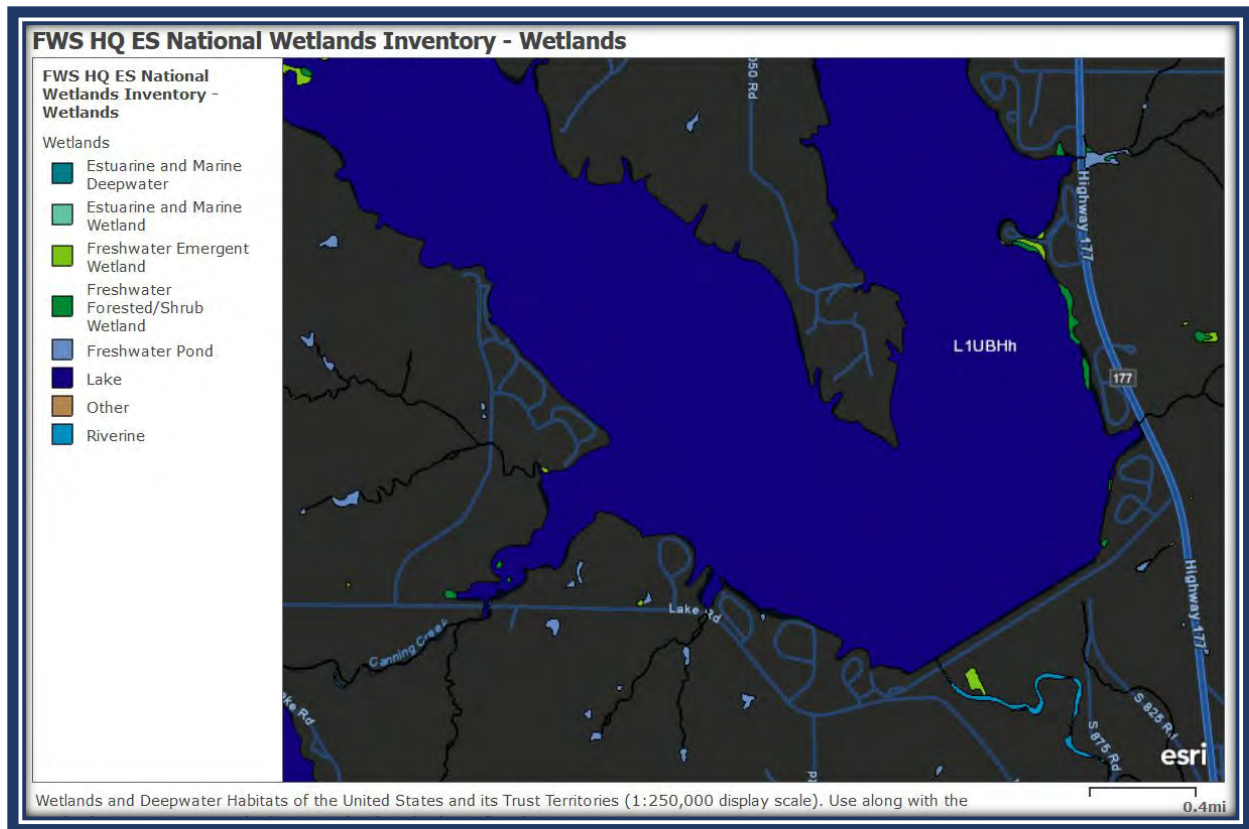 FWS HQ ES National Wetlands Inventory - Wetlands
FWS HQ ES National
Wetlands Inventory -
Wetlands
Wetlands
Estuarine and Marine
Deepwater
Estuarine and Marine
Wetland
Freshwater Emergent
Wetland
Freshwater
Forested/Shrub
Wetland
Freshwater Pond
Lake
Other
Riverine
050 Rd
Highway 177
L1UBHh
177
Lake Rd
Canning Creek
Highway 177
Rd
S 825 Rd
S 875 Rd
esri
Wetlands and Deepwater Habitats of the United States and its Trust Territories (1:250,000 display scale). Use along with the
0.4mi